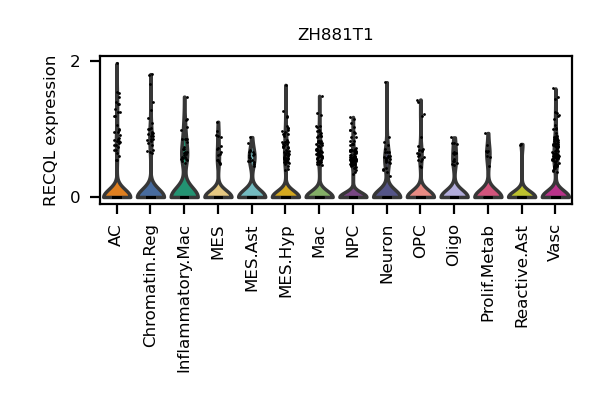 ZH881T1
RECQL expression
2
0
AC
Chromatin.Reg
Inflammatory.Mac
MES
MES.Ast
MES.Hyp
Mac
NPC
Neuron
OPC
Oligo
Prolif.Metab
Reactive.Ast
Vasc